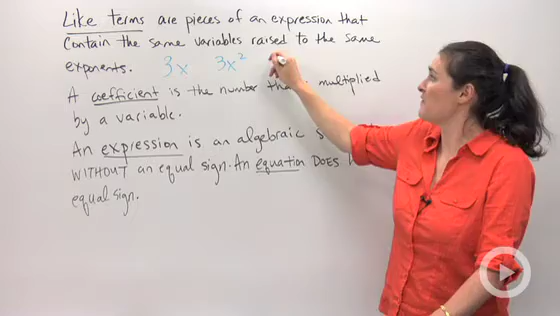 Like terms are pieces of an expression that
contain the same variables raised to the same
exponents. 3x 3x²
A coefficient is the number that multiplied
by a variable.
An expression is an algebraic
WITHOUT an equal sign. An equation DOES
equal sign.